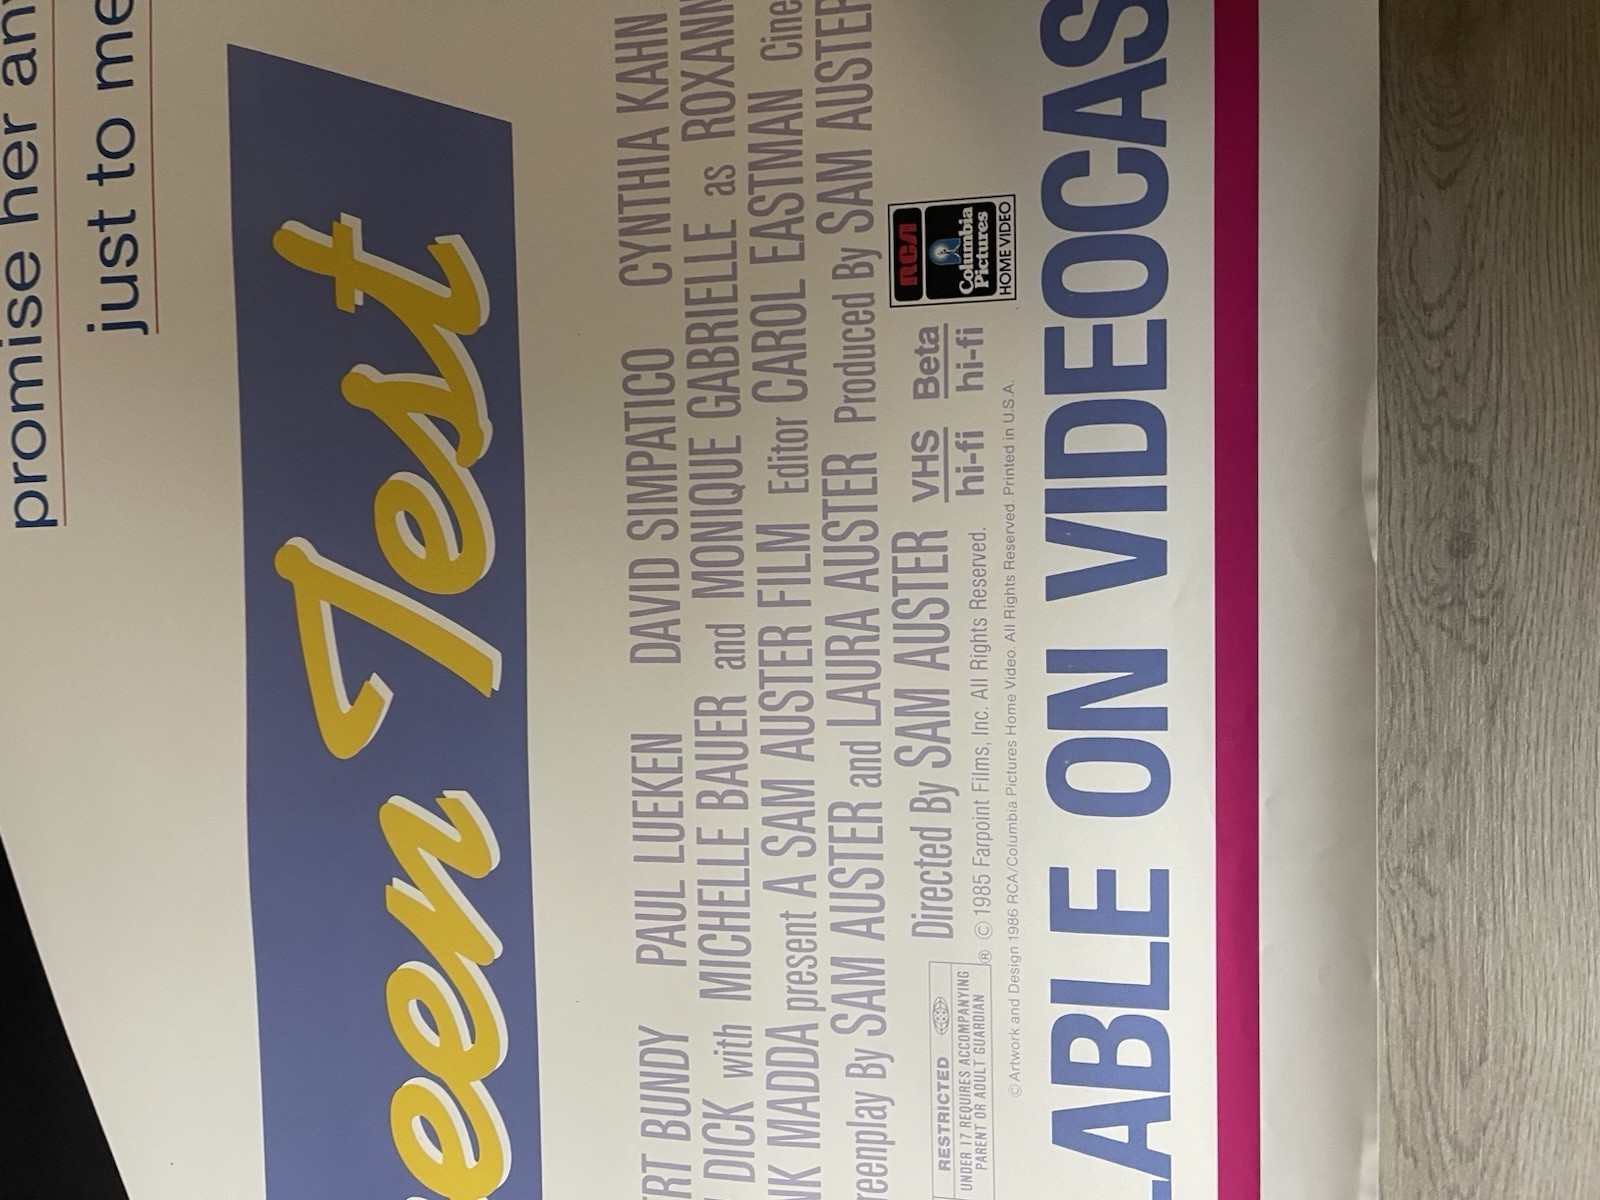 promise her an
just to me
een Test
RT BUNDY PAUL LUEKEN DAVID SIMPATICO CYNTHIA KAHN
DICK with MICHELLE BAUER and MONIQUE GABRIELLE as ROXANN
NK MADDA present A SAM AUSTER FILM Editor CAROL EASTMAN Cine
reenplay By SAM AUSTER and LAURA AUSTER Produced By SAM AUSTER
Directed By SAM AUSTER
RESTRICTED
UNDER 17 REQUIRES ACCOMPANYING
PARENT OR ADULT GUARDIAN
®
© 1985 Farpoint Films, Inc. All Rights Reserved.
VHS
hi-fi
Beta
hi-fi
RCA
Columbia
Pictures
HOME VIDEO
© Artwork and Design 1986 RCA/Columbia Pictures Home Video. All Rights Reserved. Printed in U.S.A.
ABLE ON VIDEOCAS